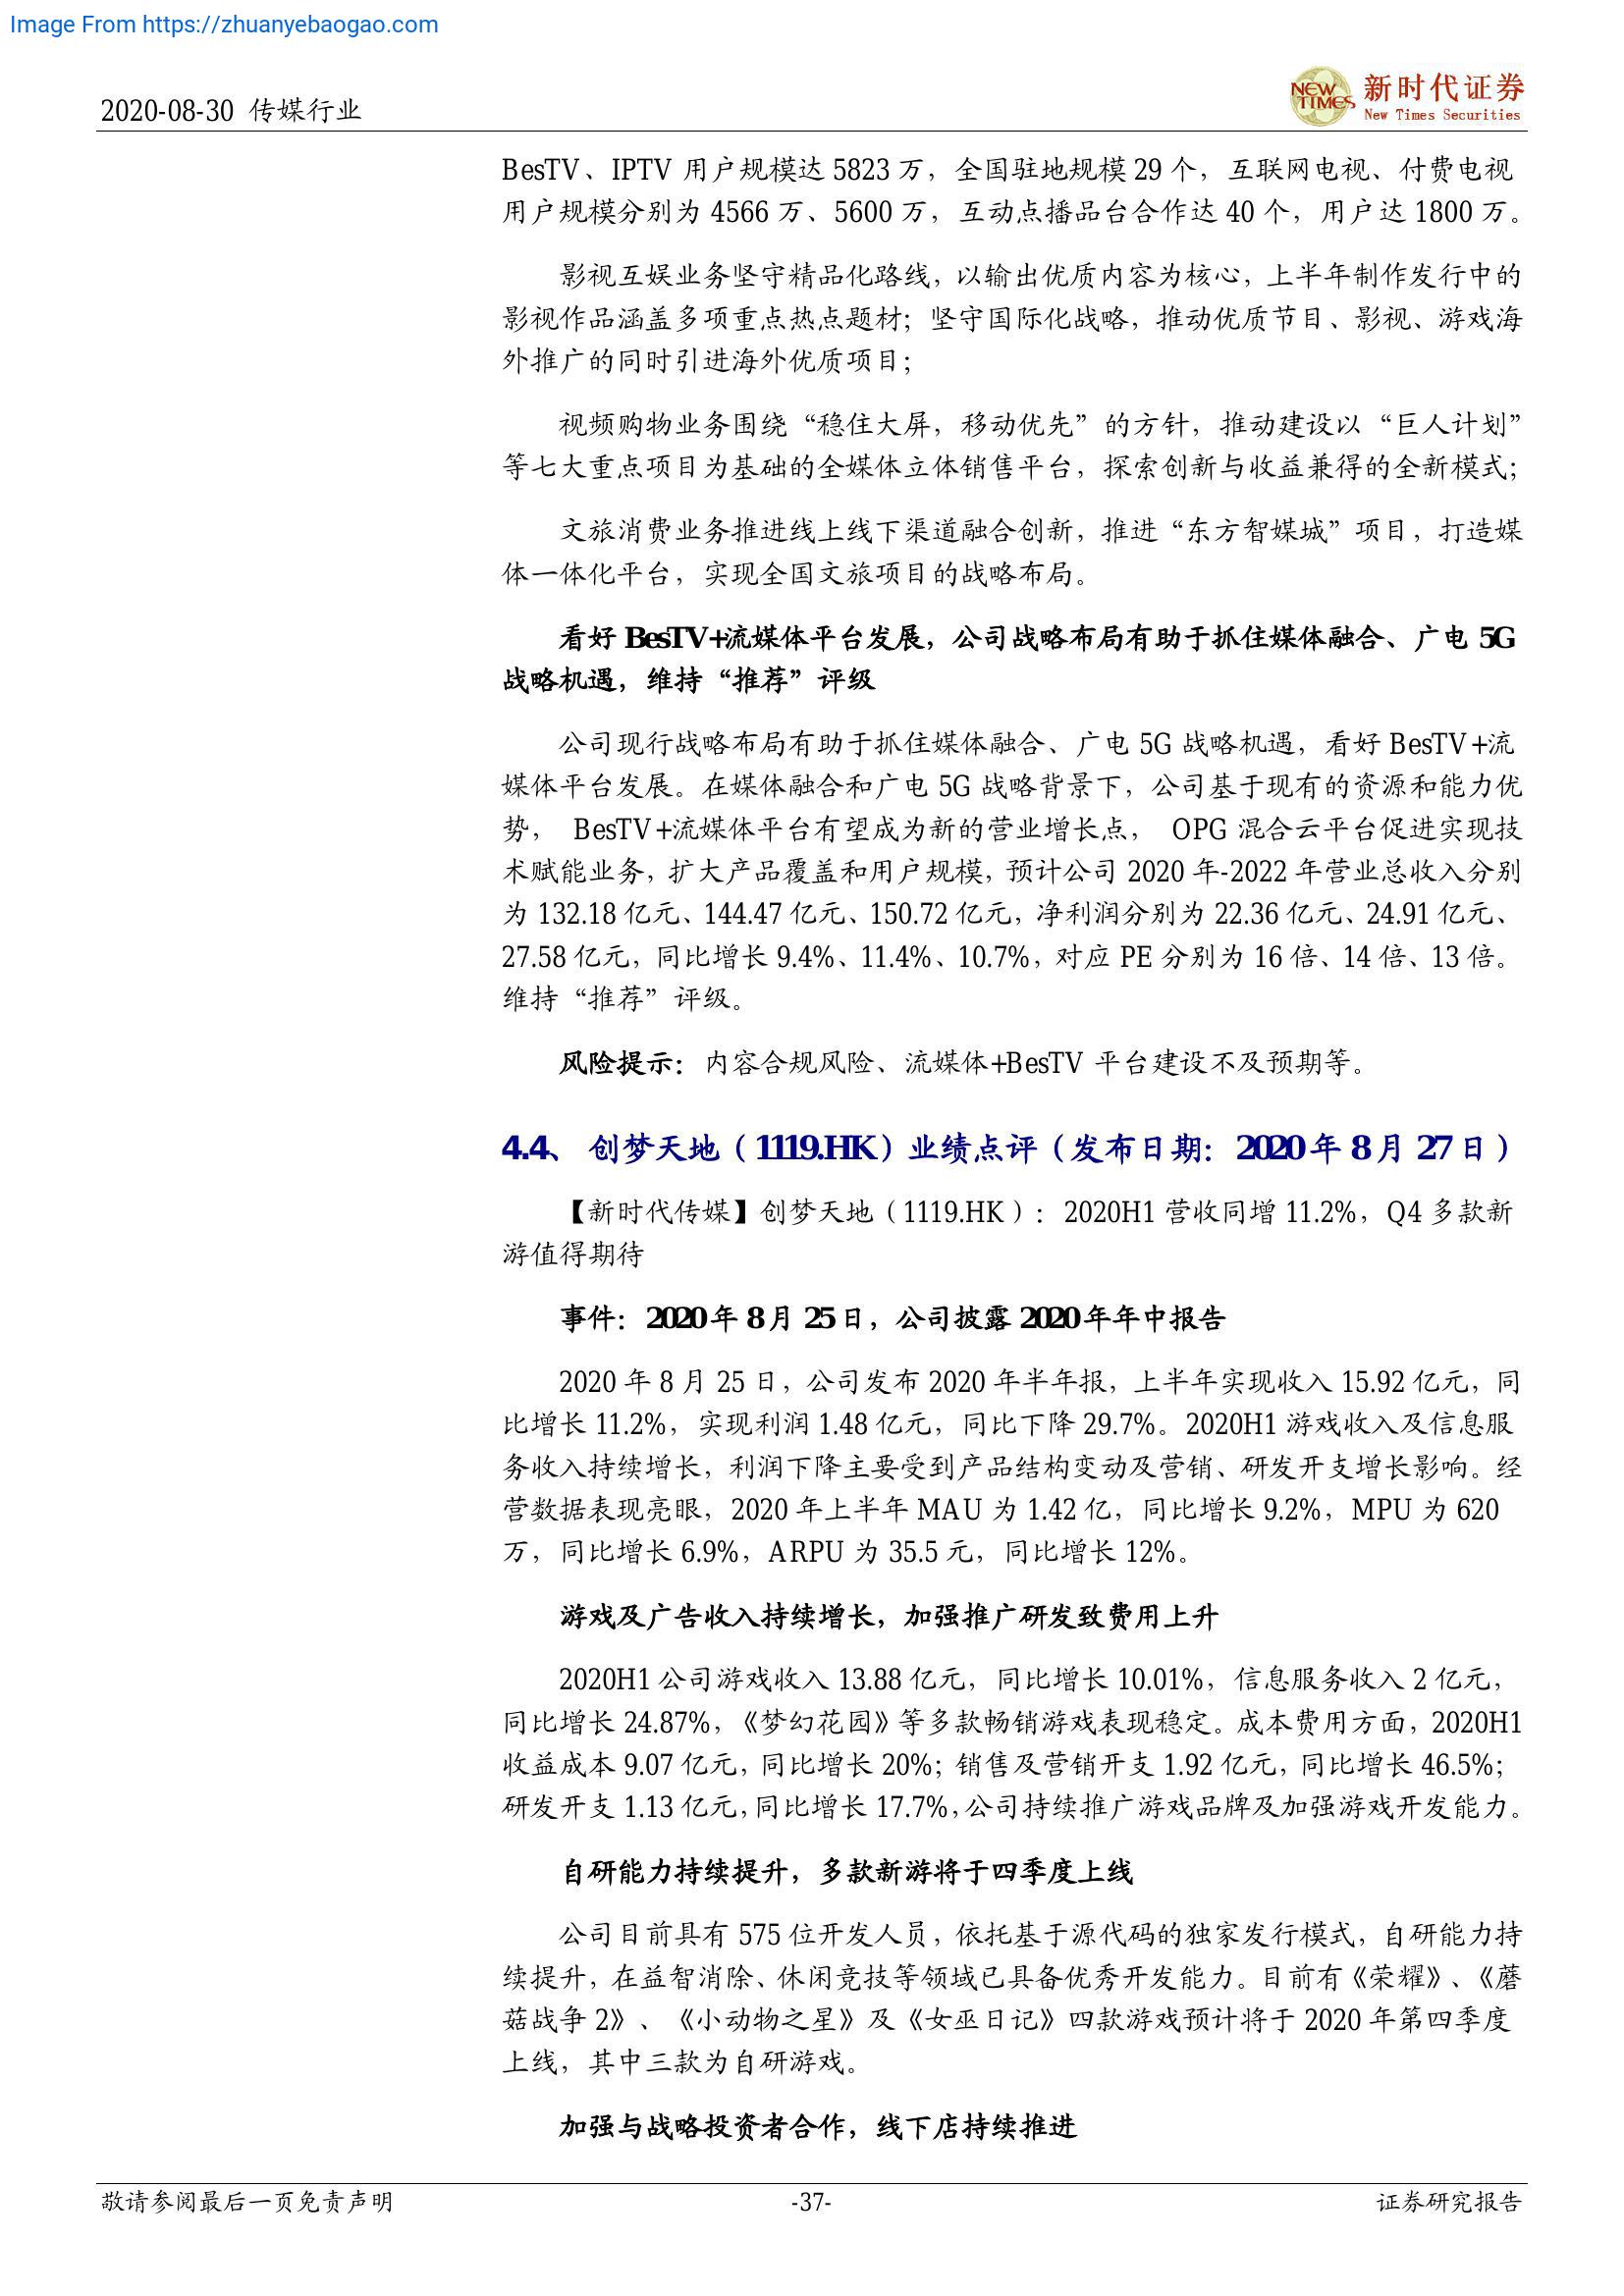 Image From https://zhuanyebaogao.com
2020-08-30 传媒行业
NEW TIMES
新时代证券
New Times Securities
BesTV、IPTV 用户规模达 5823 万，全国驻地规模 29 个，互联网电视、付费电视
用户规模分别为 4566 万、5600 万，互动点播品台合作达 40 个，用户达 1800 万。
影视互娱业务坚守精品化路线，以输出优质内容为核心，上半年制作发行中的
影视作品涵盖多项重点热点题材；坚守国际化战略，推动优质节目、影视、游戏海
外推广的同时引进海外优质项目；
视频购物业务围绕“稳住大屏，移动优先”的方针，推动建设以“巨人计划”
等七大重点项目为基础的全媒体立体销售平台，探索创新与收益兼得的全新模式；
文旅消费业务推进线上线下渠道融合创新，推进“东方智媒城”项目，打造媒
体一体化平台，实现全国文旅项目的战略布局。
看好 BesTV+流媒体平台发展，公司战略布局有助于抓住媒体融合、广电 5G
战略机遇，维持“推荐”评级
公司现行战略布局有助于抓住媒体融合、广电 5G 战略机遇，看好 BesTV+流
媒体平台发展。在媒体融合和广电 5G 战略背景下，公司基于现有的资源和能力优
势， BesTV+流媒体平台有望成为新的营业增长点， OPG 混合云平台促进实现技
术赋能业务，扩大产品覆盖和用户规模，预计公司 2020 年-2022 年营业总收入分别
为 132.18 亿元、144.47 亿元、150.72 亿元，净利润分别为 22.36 亿元、24.91 亿元、
27.58 亿元，同比增长 9.4%、11.4%、10.7%，对应 PE 分别为 16 倍、14 倍、13 倍。
维持“推荐”评级。
风险提示：内容合规风险、流媒体+BesTV 平台建设不及预期等。
4.4、 创梦天地（1119.HK）业绩点评（发布日期：2020 年 8 月 27 日）
【新时代传媒】创梦天地（1119.HK）：2020H1 营收同增 11.2%，Q4 多款新
游值得期待
事件：2020 年 8 月 25 日，公司披露 2020 年年中报告
2020 年 8 月 25 日，公司发布 2020 年半年报，上半年实现收入 15.92 亿元，同
比增长 11.2%，实现利润 1.48 亿元，同比下降 29.7%。2020H1 游戏收入及信息服
务收入持续增长，利润下降主要受到产品结构变动及营销、研发开支增长影响。经
营数据表现亮眼，2020 年上半年 MAU 为 1.42 亿，同比增长 9.2%，MPU 为 620
万，同比增长 6.9%，ARPU 为 35.5 元，同比增长 12%。
游戏及广告收入持续增长，加强推广研发致费用上升
2020H1 公司游戏收入 13.88 亿元，同比增长 10.01%，信息服务收入 2 亿元，
同比增长 24.87%，《梦幻花园》等多款畅销游戏表现稳定。成本费用方面，2020H1
收益成本 9.07 亿元，同比增长 20%；销售及营销开支 1.92 亿元，同比增长 46.5%；
研发开支 1.13 亿元，同比增长 17.7%，公司持续推广游戏品牌及加强游戏开发能力。
自研能力持续提升，多款新游将于四季度上线
公司目前具有 575 位开发人员，依托基于源代码的独家发行模式，自研能力持
续提升，在益智消除、休闲竞技等领域已具备优秀开发能力。目前有《荣耀》、《蘑
菇战争 2》、《小动物之星》及《女巫日记》四款游戏预计将于 2020 年第四季度
上线，其中三款为自研游戏。
加强与战略投资者合作，线下店持续推进
敬请参阅最后一页免责声明
-37-
证券研究报告